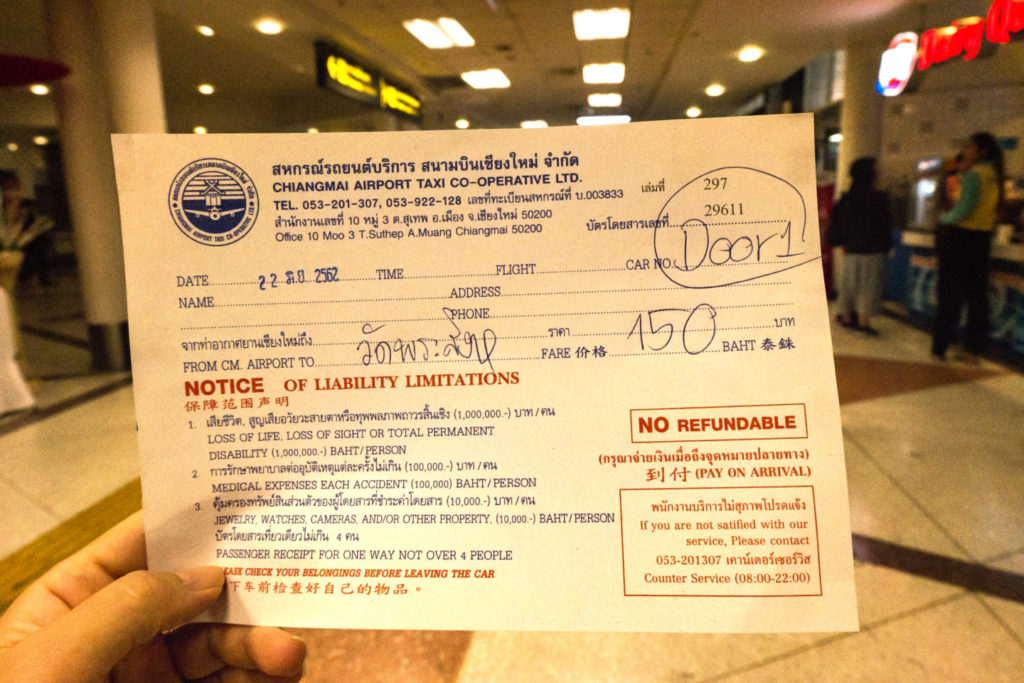 สหกรณ์รถยนต์บริการ สนามบินเชียงใหม่ จำกัด
CHIANGMAI AIRPORT TAXI CO-OPERATIVE LTD.
TEL. 053-201-307, 053-922-128 เลขที่ทะเบียนสหกรณ์ที่ บ.003833
สำนักงานเลขที่ 10 หมู่ 3 ต.สุเทพ อ.เมือง จ.เชียงใหม่ 50200
Office 10 Moo 3 T.Suthep A.Muang Chiangmai 50200
เล่มที่ 297
บัตรโดยสารเลขที่ 29611
DATE 22 มิ.ย. 2562 TIME FLIGHT CAR NO. Door 1
NAME ADDRESS
PHONE
จากท่าอากาศยานเชียงใหม่ถึง วัดพระสิงห์ ราคา 150 บาท
FROM CM. AIRPORT TO FARE 价格 BAHT 泰銖
NOTICE OF LIABILITY LIMITATIONS
保障范围声明
1. เสียชีวิต, สูญเสียอวัยวะสายตาหรือทุพพลภาพถาวรสิ้นเชิง (1,000,000.-) บาท/คน
LOSS OF LIFE, LOSS OF SIGHT OR TOTAL PERMANENT
DISABILITY (1,000,000.-) BAHT/PERSON
2. การรักษาพยาบาลต่ออุบัติเหตุแต่ละครั้งไม่เกิน (100,000.-) บาท/คน
MEDICAL EXPENSES EACH ACCIDENT (100,000) BAHT/PERSON
3. คุ้มครองทรัพย์สินส่วนตัวของผู้โดยสารที่ชำระค่าโดยสาร (10,000.-) บาท/คน
JEWELRY, WATCHES, CAMERAS, AND/OR OTHER PROPERTY, (10,000.-) BAHT/PERSON
บัตรโดยสารเที่ยวเดียวไม่เกิน 4 คน
PASSENGER RECEIPT FOR ONE WAY NOT OVER 4 PEOPLE
PLEASE CHECK YOUR BELONGINGS BEFORE LEAVING THE CAR
下车前检查好自己的物品。
NO REFUNDABLE
(กรุณาจ่ายเงินเมื่อถึงจุดหมายปลายทาง)
到付 (PAY ON ARRIVAL)
พนักงานบริการไม่สุภาพโปรดแจ้ง
If you are not satified with our
service, Please contact
053-201307 เคาน์เตอร์เซอร์วิส
Counter Service (08:00-22:00)